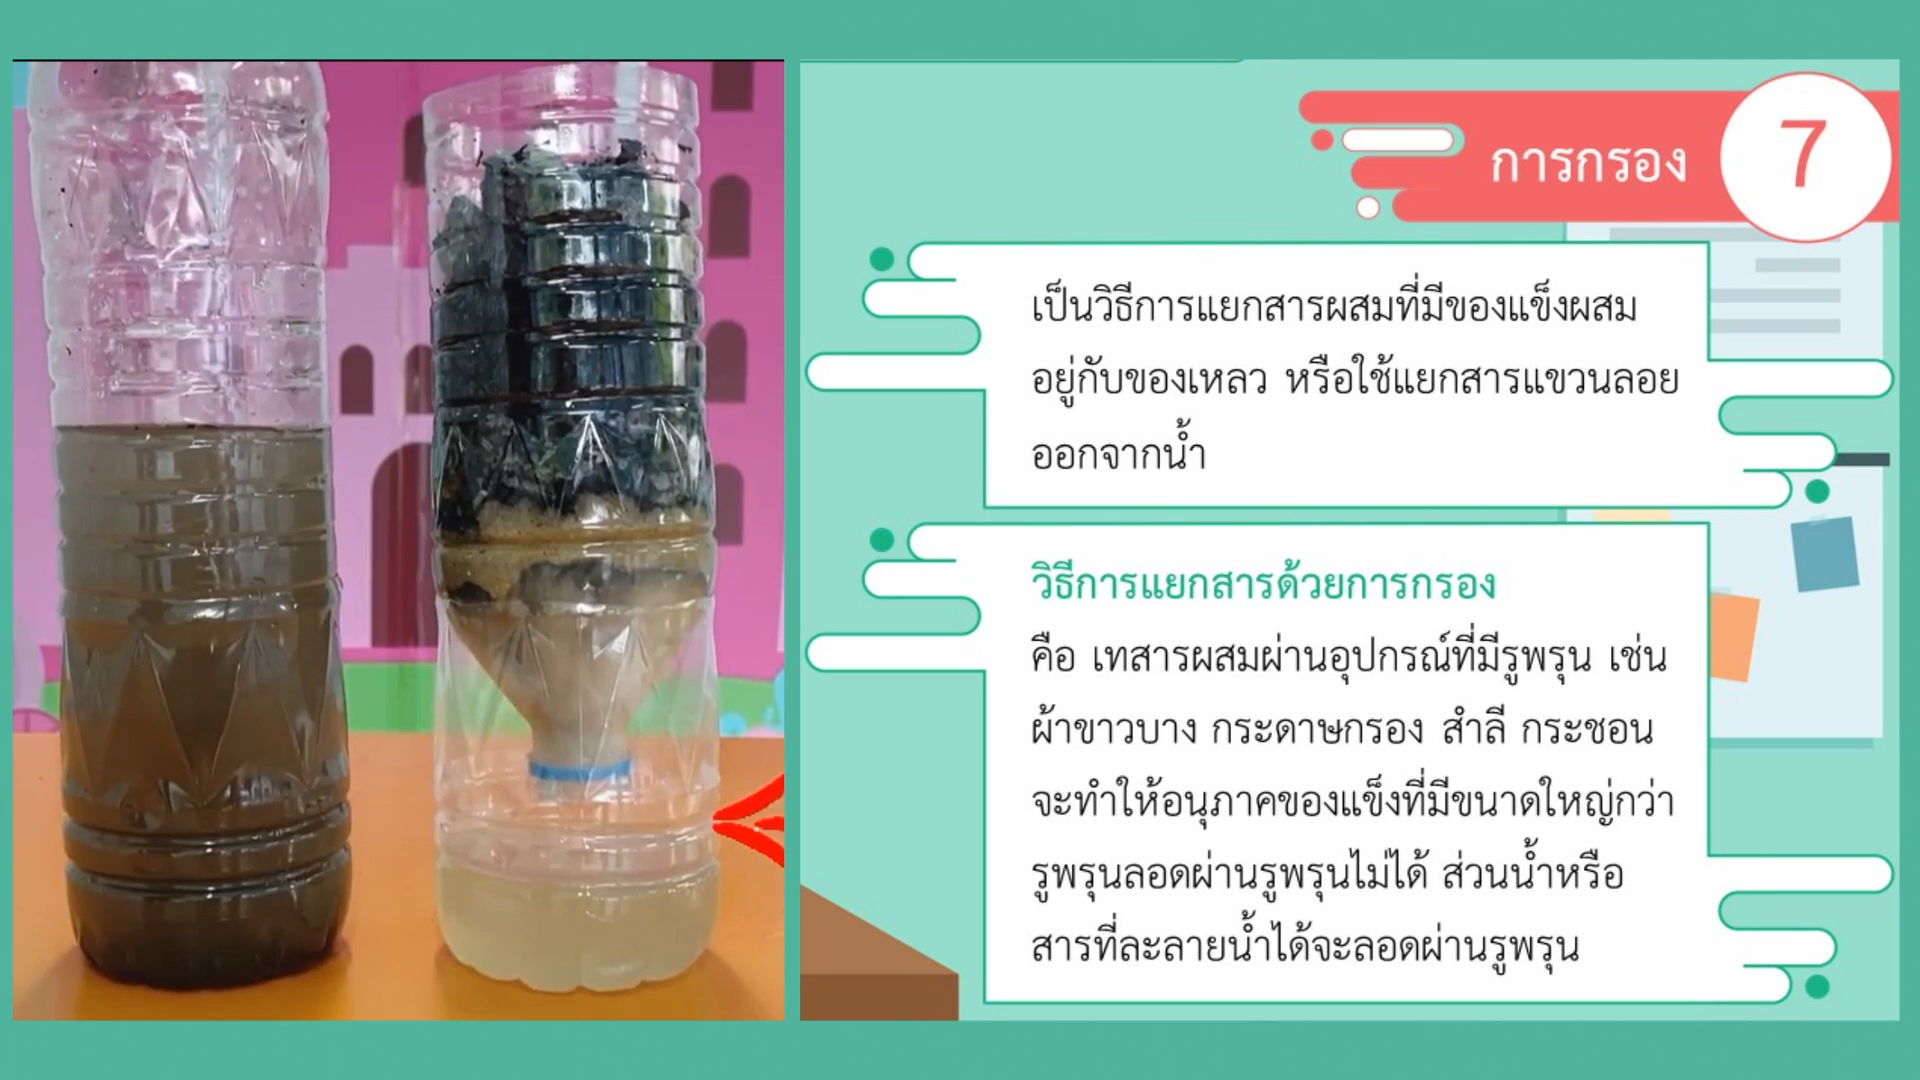 การกรอง
7
เป็นวิธีการแยกสารผสมที่มีของแข็งผสม
อยู่กับของเหลว หรือใช้แยกสารแขวนลอย
ออกจากน้ำ
วิธีการแยกสารด้วยการกรอง
คือ เทสารผสมผ่านอุปกรณ์ที่มีรูพรุน เช่น
ผ้าขาวบาง กระดาษกรอง สำลี กระชอน
จะทำให้อนุภาคของแข็งที่มีขนาดใหญ่กว่า
รูพรุนลอดผ่านรูพรุนไม่ได้ ส่วนน้ำหรือ
สารที่ละลายน้ำได้จะลอดผ่านรูพรุน